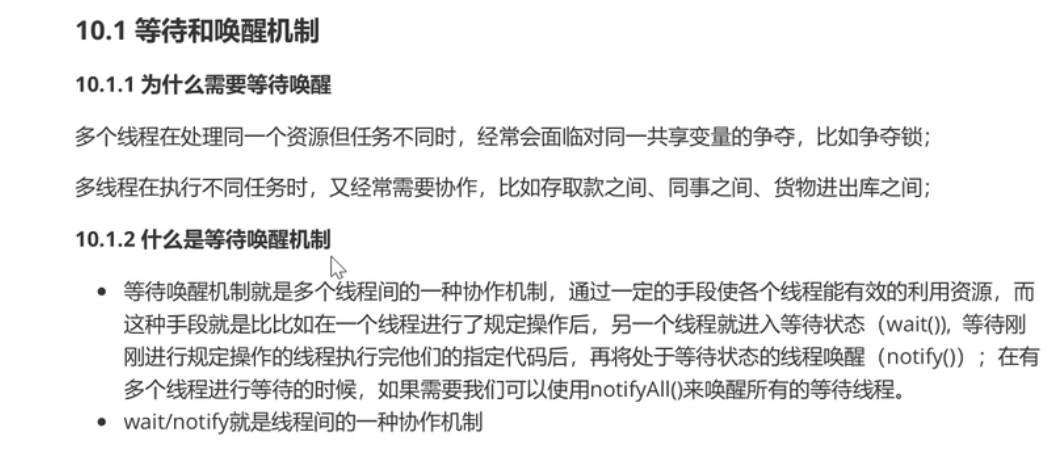 10.1 等待和唤醒机制
10.1.1 为什么需要等待唤醒
多个线程在处理同一个资源但任务不同时，经常会面临对同一共享变量的争夺，比如争夺锁；
多线程在执行不同任务时，又经常需要协作，比如存取款之间、同事之间、货物进出库之间；
10.1.2 什么是等待唤醒机制
等待唤醒机制就是多个线程间的一种协作机制，通过一定的手段使各个线程能有效的利用资源，而
这种手段就是比比如在一个线程进行了规定操作后，另一个线程就进入等待状态（wait()), 等待刚
刚进行规定操作的线程执行完他们的指定代码后，再将处于等待状态的线程唤醒（notify()）；在有
多个线程进行等待的时候，如果需要我们可以使用notifyAll()来唤醒所有的等待线程。
wait/notify就是线程间的一种协作机制